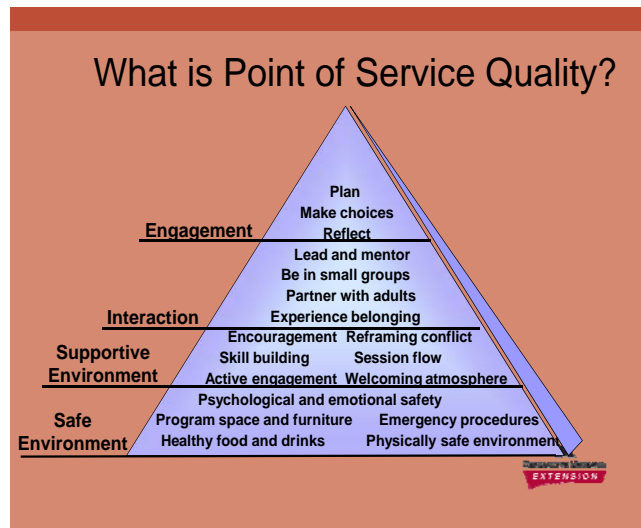 What is Point of Service Quality?
Plan
Make choices
Engagement Reflect
Lead and mentor
Be in small groups
Partner with adults
Interaction Experience belonging
Encouragement Reframing conflict
Supportive Environment
Skill building Session flow
Active engagement Welcoming atmosphere
Psychological and emotional safety
Safe Environment
Program space and furniture Emergency procedures
Healthy food and drinks Physically safe environment
EXTENSION